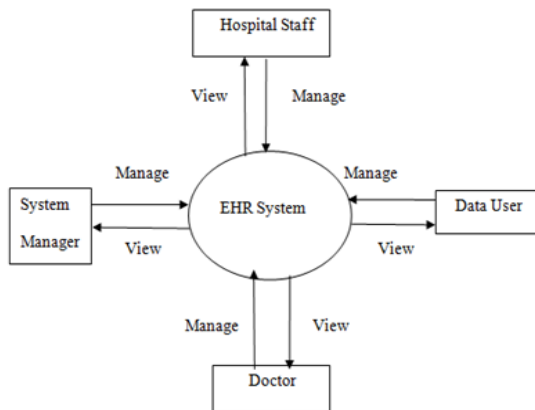 Hospital Staff
View
Manage
Manage
Manage
System
Manager
EHR System
Data User
View
View
Manage
View
Doctor